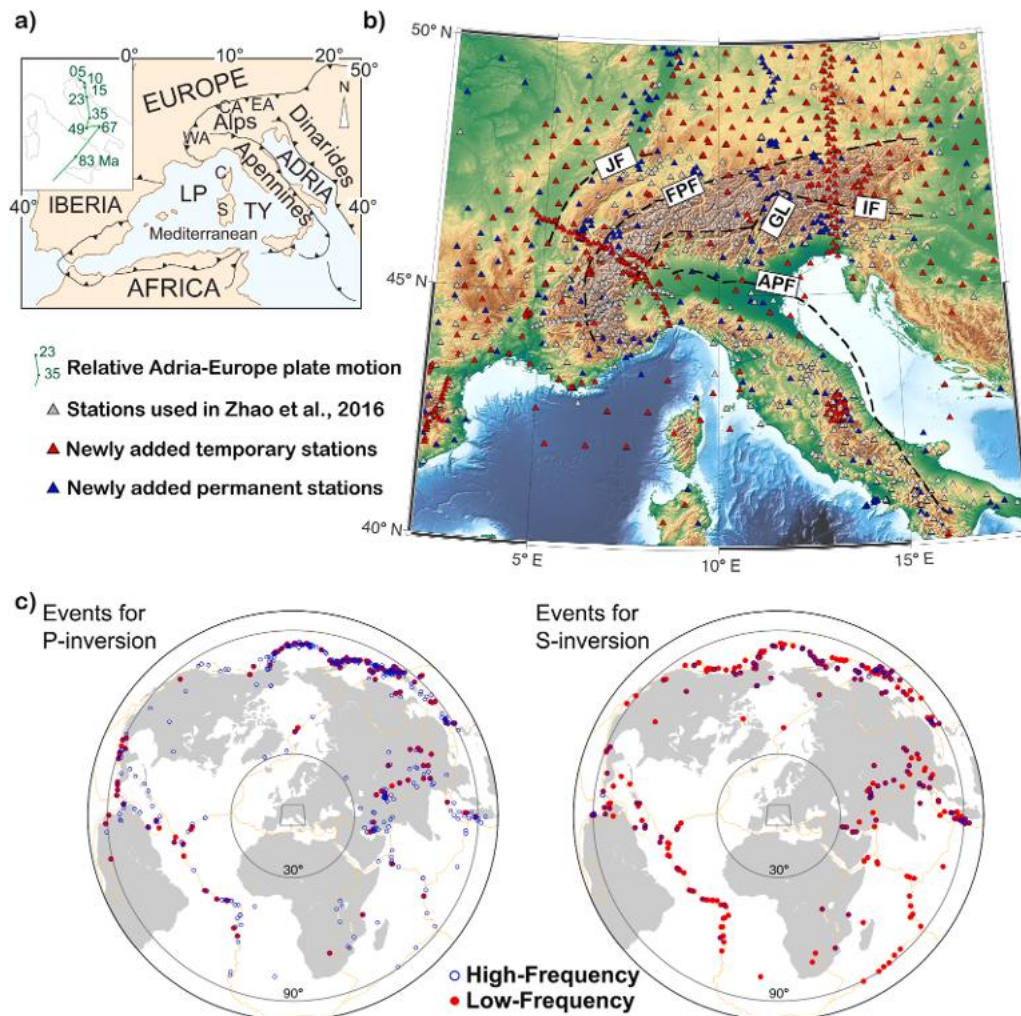 a)
0°
10°
20°
50°
05
10
15
23
35
49
67
83 Ma
N
EUROPE
CA
EA
Alps
WA
Dinarides
Apennines
ADRIA
LP
C
S
TY
IBERIA
40°
40°
Mediterranean
AFRICA
23
35
Relative Adria-Europe plate motion
Stations used in Zhao et al., 2016
Newly added temporary stations
Newly added permanent stations
b)
50° N
45° N
40° N
5° E
10° E
15° E
JF
FPF
GL
IF
APF
c)
Events for
P-inversion
30°
90°
Events for
S-inversion
30°
90°
High-Frequency
Low-Frequency